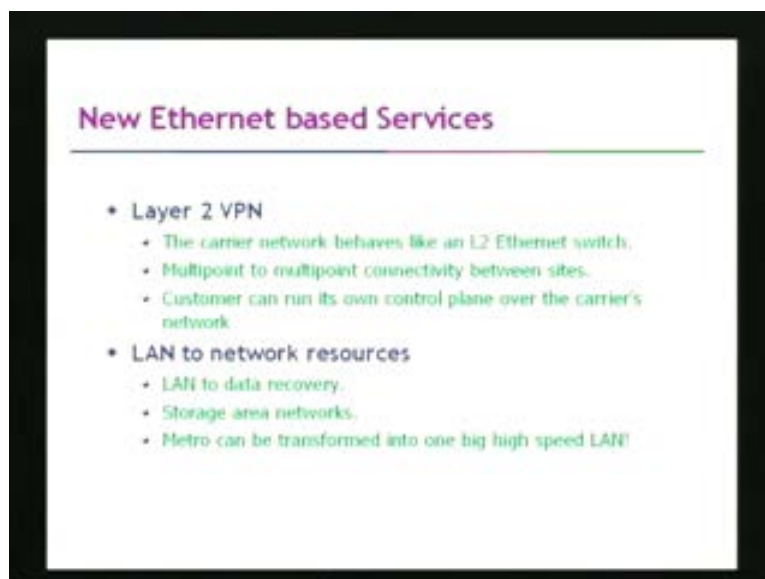 New Ethernet based Services
• Layer 2 VPN
• The carrier network behaves like an L2 Ethernet switch.
• Multipoint to multipoint connectivity between sites.
• Customer can run its own control plane over the carrier's
network
• LAN to network resources
• LAN to data recovery.
• Storage area networks.
• Metro can be transformed into one big high speed LAN!